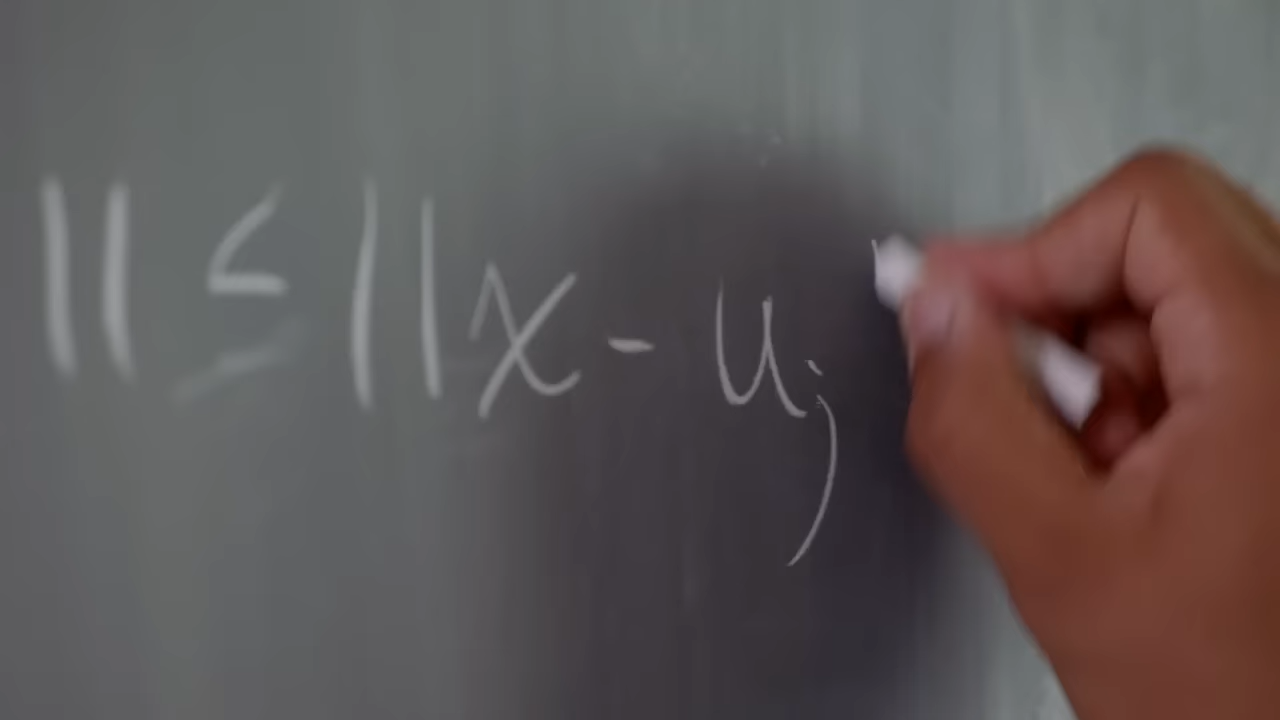 || ≤ ||x - u_j